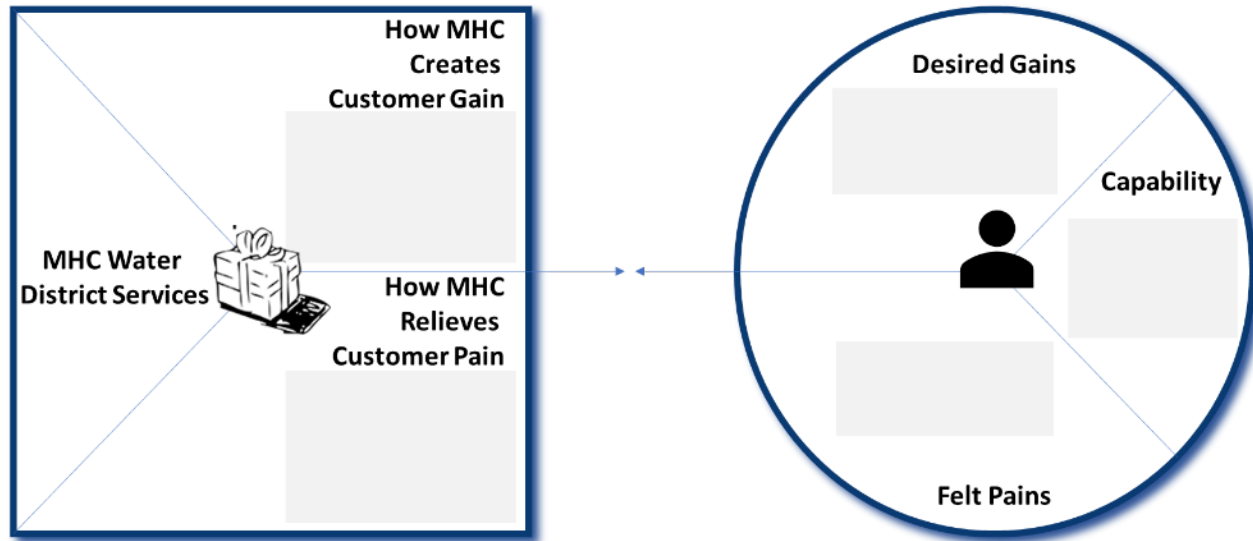 How MHC
Creates
Customer Gain
MHC Water
District Services
How MHC
Relieves
Customer Pain
Desired Gains
Capability
Felt Pains